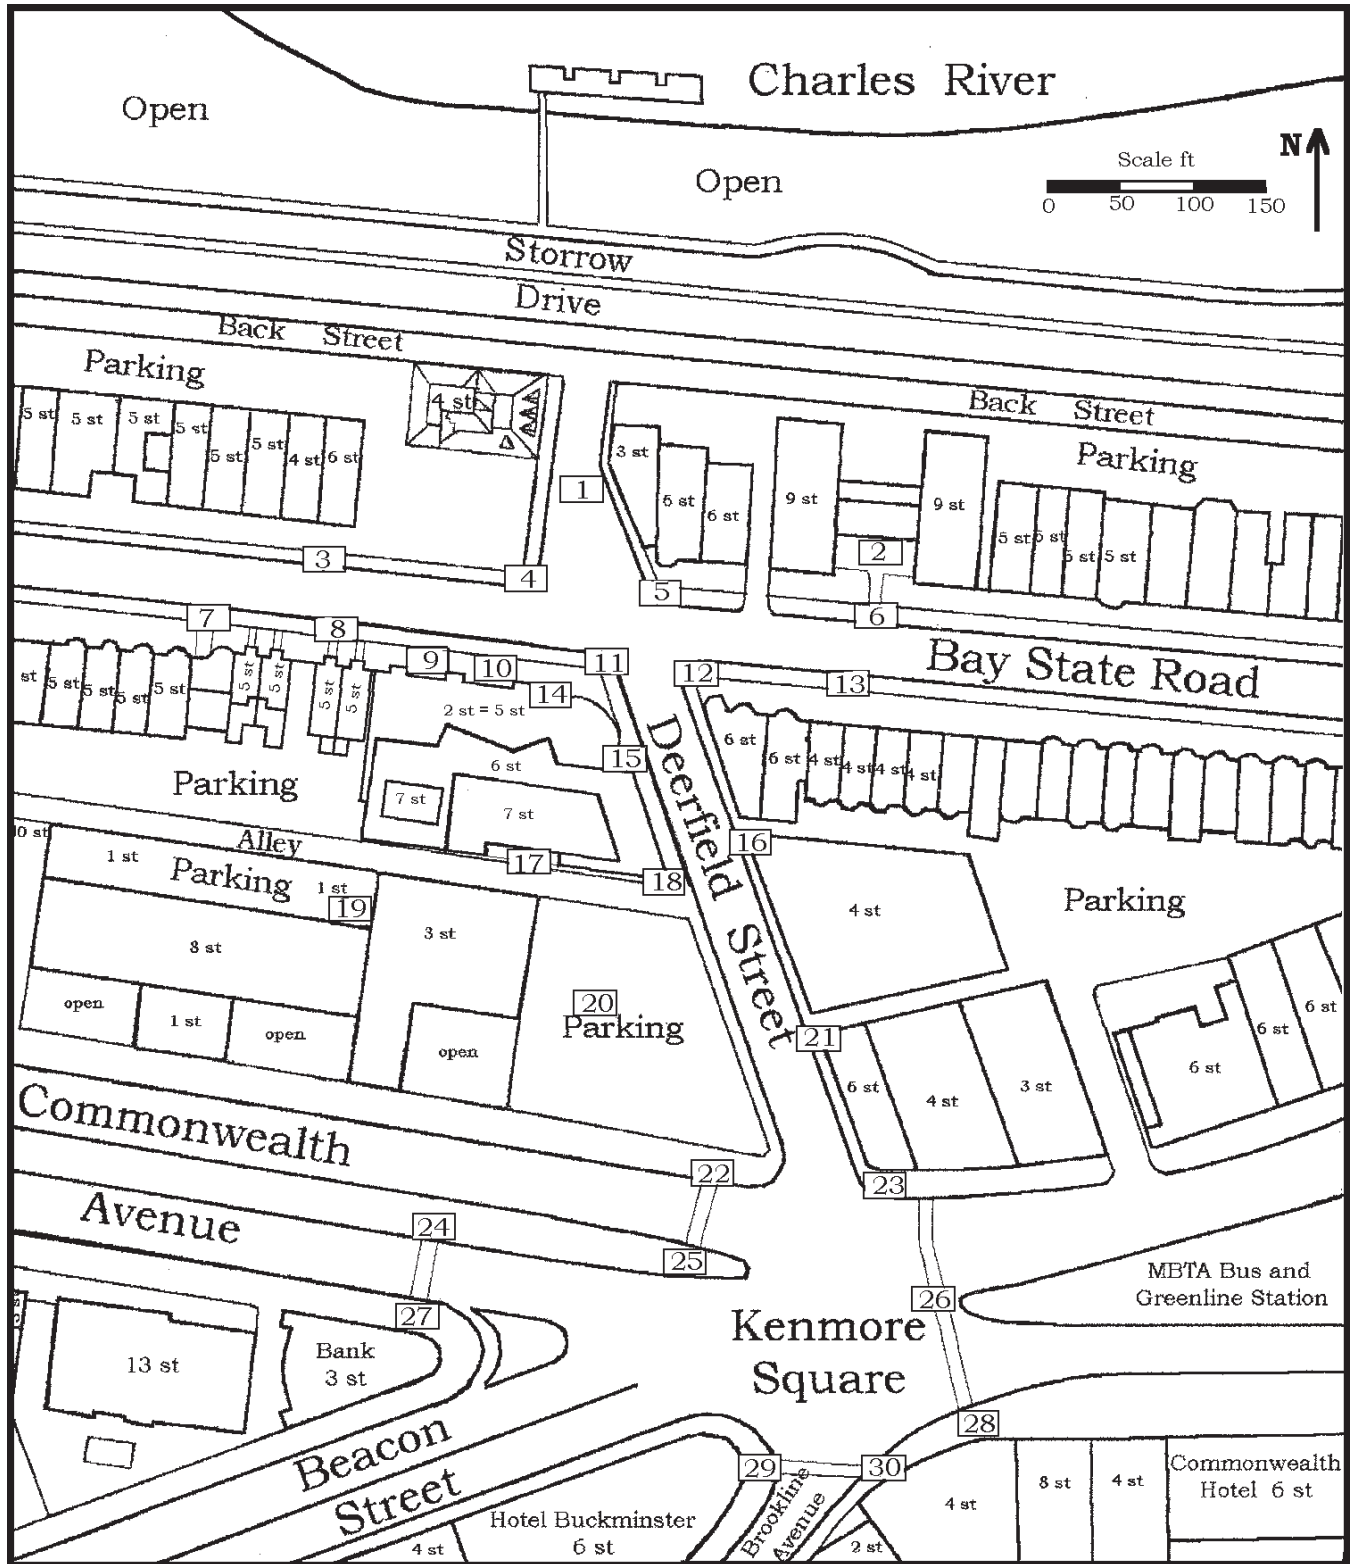 Charles River
Open
N
Scale ft
0 50 100 150
Open
Storrow
Drive
Back Street
Parking
4 st
Back Street
Parking
5 st
5 st
5 st
5 st
5 st
5 st
4 st
6 st
3 st
5 st
6 st
9 st
9 st
5 st
5 st
5 st
5 st
1
2
3
4
5
6
7
8
9
10
11
12
13
Bay State Road
st
5 st
5 st
5 st
5 st
5 st
5 st
5 st
5 st
14
2 st = 5 st
15
6 st
7 st
7 st
Deerfield Street
6 st
6 st
4 st
4 st
4 st
4 st
Parking
Alley
16
17
18
0 st
1 st
Parking
1 st
19
8 st
3 st
4 st
Parking
20
Parking
open
1 st
open
open
21
6 st
4 st
3 st
6 st
6 st
6 st
Commonwealth
Avenue
22
23
24
25
26
27
MBTA Bus and
Greenline Station
Kenmore
Square
13 st
Bank
3 st
28
29
30
Beacon
Street
Brookline
Avenue
Hotel Buckminster
6 st
4 st
2 st
4 st
8 st
4 st
Commonwealth
Hotel 6 st